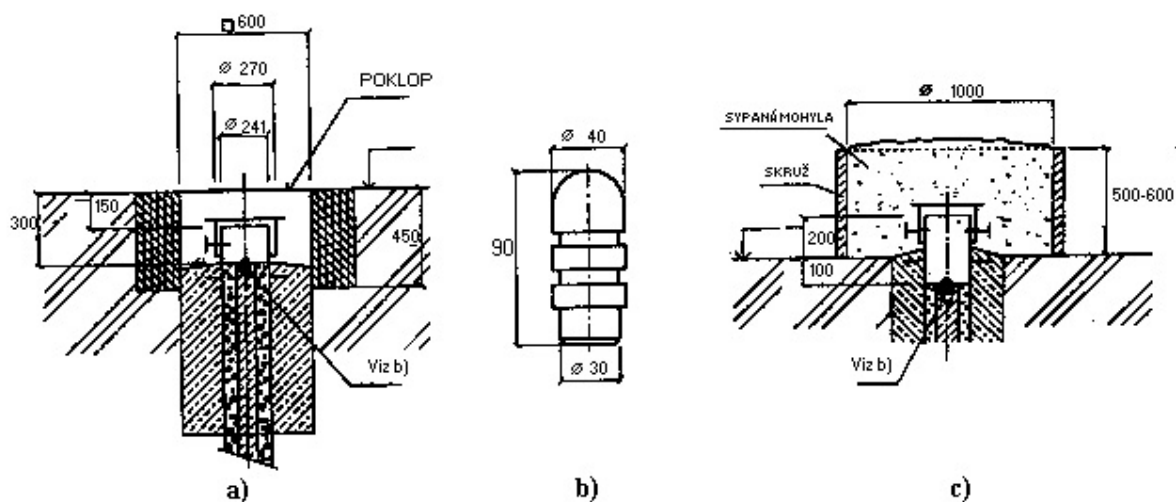 □600
⌀ 270
POKLOP
⌀ 241
300
150
450
Viz b)
a)
⌀ 40
90
⌀ 30
b)
⌀ 1000
SYPANÁ MOHYLA
SKRUŽ
500-600
200
100
Viz b)
c)